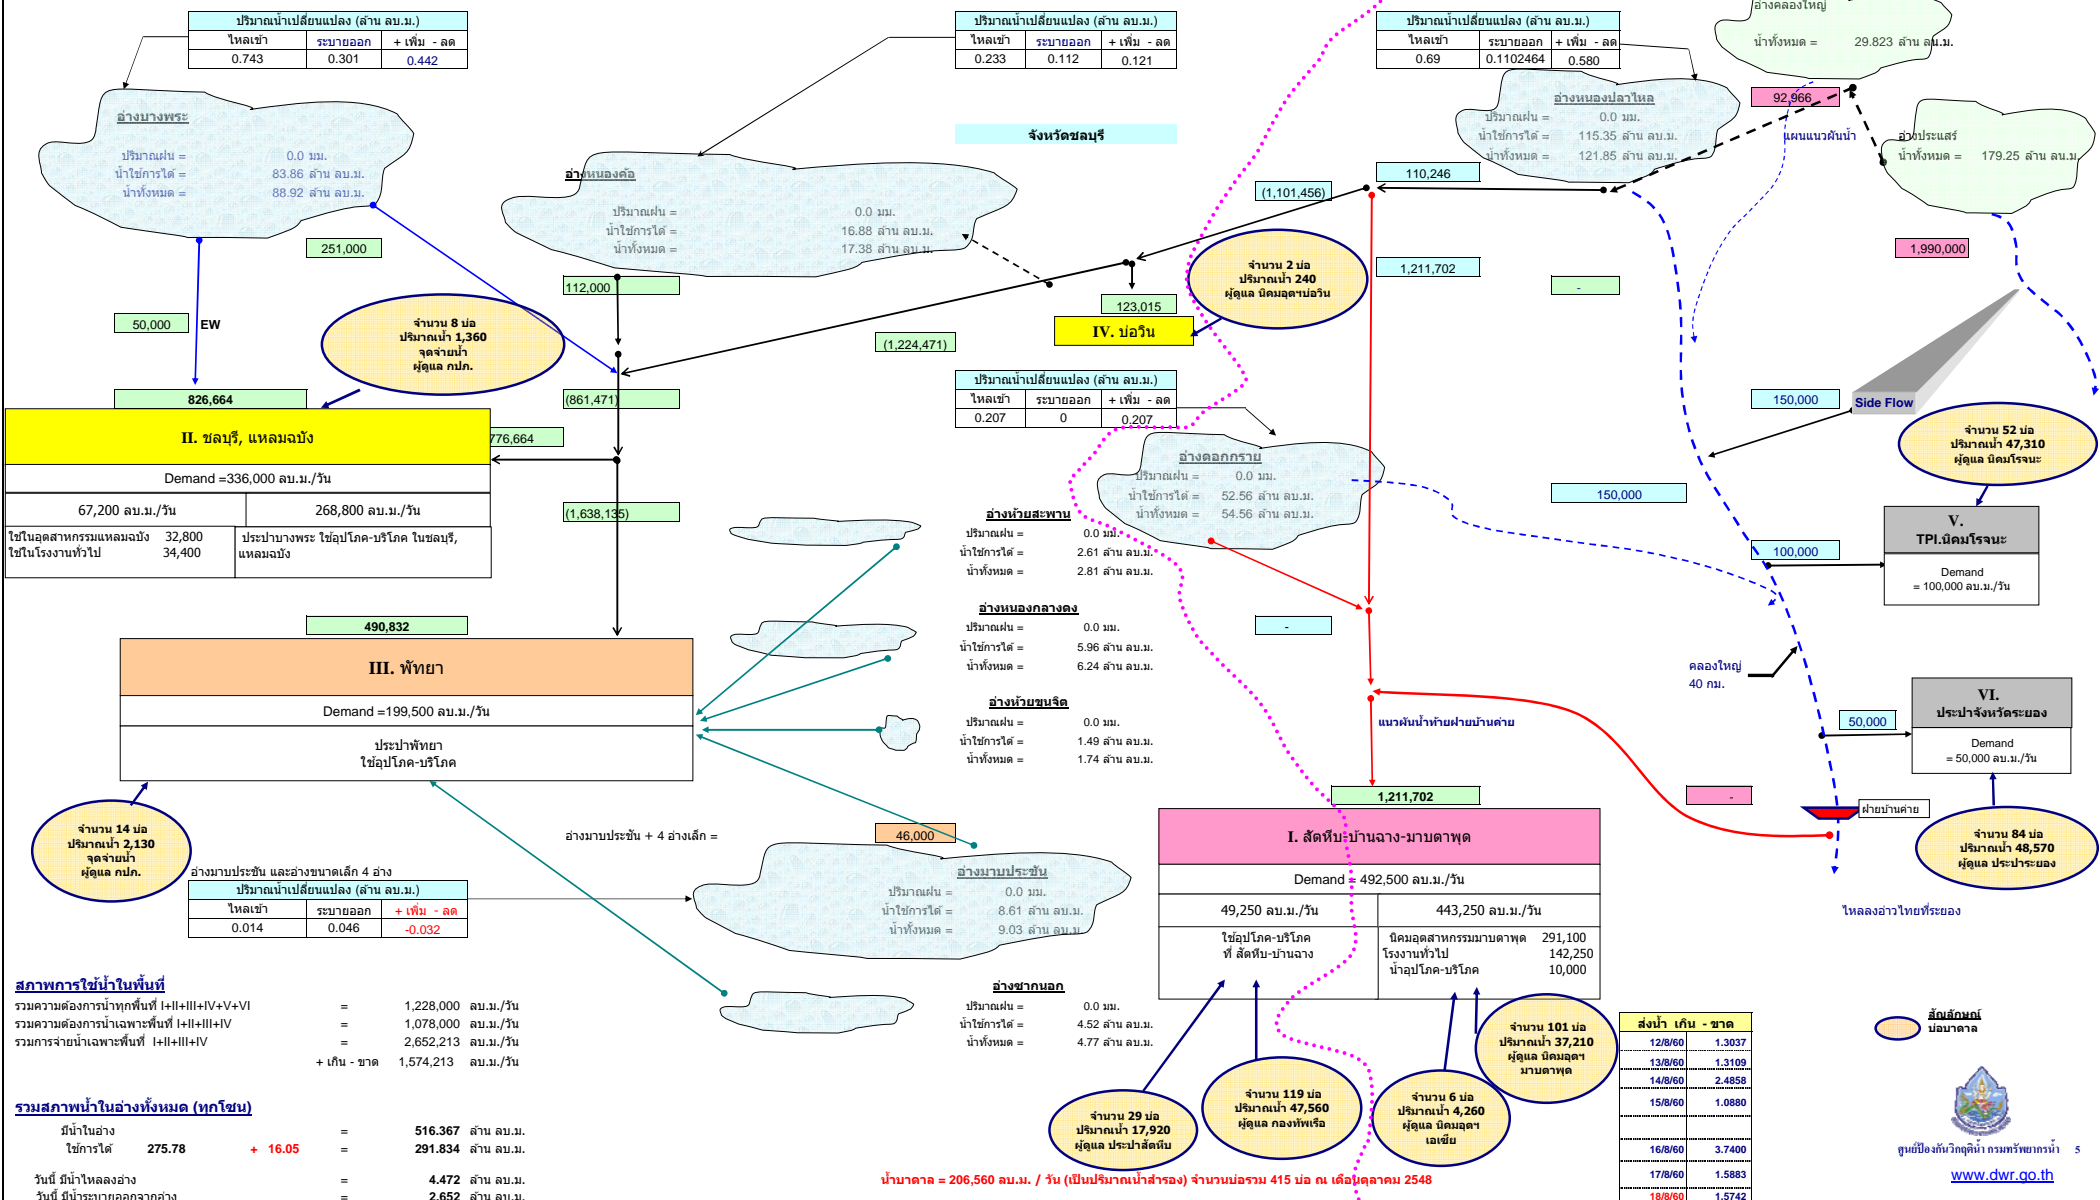 ปริมาณน้ำเปลี่ยนแปลง (ล้าน ลบ.ม.)
ไหลเข้า ระบายออก + เพิ่ม - ลด
0.743 0.301 0.442
ปริมาณน้ำเปลี่ยนแปลง (ล้าน ลบ.ม.)
ไหลเข้า ระบายออก + เพิ่ม - ลด
0.233 0.112 0.121
ปริมาณน้ำเปลี่ยนแปลง (ล้าน ลบ.ม.)
ไหลเข้า ระบายออก + เพิ่ม - ลด
0.69 0.1102464 0.580
อ่างคลองใหญ่
น้ำทั้งหมด = 29.823 ล้าน ลบ.ม.
อ่างบางพระ
ปริมาณฝน = 0.0 มม.
น้ำใช้การได้ = 83.86 ล้าน ลบ.ม.
น้ำทั้งหมด = 88.92 ล้าน ลบ.ม.
จังหวัดชลบุรี
อ่างหนองค้อ
ปริมาณฝน = 0.0 มม.
น้ำใช้การได้ = 16.88 ล้าน ลบ.ม.
น้ำทั้งหมด = 17.38 ล้าน ลบ.ม.
อ่างหนองปลาไหล
ปริมาณฝน = 0.0 มม.
น้ำใช้การได้ = 115.35 ล้าน ลบ.ม.
น้ำทั้งหมด = 121.85 ล้าน ลบ.ม.
92,966
แผนแนวผันน้ำ
อ่างประแสร์
น้ำทั้งหมด = 179.25 ล้าน ลบ.ม.
110,246
(1,101,456)
251,000
112,000
1,211,702
-
1,990,000
50,000 EW
จำนวน 8 บ่อ
ปริมาณน้ำ 1,360
จุดจ่ายน้ำ
ผู้ดูแล กปภ.
จำนวน 2 บ่อ
ปริมาณน้ำ 240
ผู้ดูแล นิคมอุตฯบ่อวิน
123,015
IV. บ่อวิน
(1,224,471)
826,664
(861,471)
776,664
(1,638,135)
II. ชลบุรี, แหลมฉบัง
Demand =336,000 ลบ.ม./วัน
67,200 ลบ.ม./วัน 268,800 ลบ.ม./วัน
ใช้ในอุตสาหกรรมแหลมฉบัง 32,800
ใช้ในโรงงานทั่วไป 34,400
ประปาบางพระ ใช้อุปโภค-บริโภค ในชลบุรี,
แหลมฉบัง
ปริมาณน้ำเปลี่ยนแปลง (ล้าน ลบ.ม.)
ไหลเข้า ระบายออก + เพิ่ม - ลด
0.207 0 0.207
อ่างดอกกราย
ปริมาณฝน = 0.0 มม.
น้ำใช้การได้ = 52.56 ล้าน ลบ.ม.
น้ำทั้งหมด = 54.56 ล้าน ลบ.ม.
150,000 Side Flow
จำนวน 52 บ่อ
ปริมาณน้ำ 47,310
ผู้ดูแล นิคมโรจนะ
150,000
100,000
V.
TPI.นิคมโรจนะ
Demand
= 100,000 ลบ.ม./วัน
อ่างห้วยสะพาน
ปริมาณฝน = 0.0 มม.
น้ำใช้การได้ = 2.61 ล้าน ลบ.ม.
น้ำทั้งหมด = 2.81 ล้าน ลบ.ม.
อ่างหนองกลางดง
ปริมาณฝน = 0.0 มม.
น้ำใช้การได้ = 5.96 ล้าน ลบ.ม.
น้ำทั้งหมด = 6.24 ล้าน ลบ.ม.
อ่างห้วยขุนจิต
ปริมาณฝน = 0.0 มม.
น้ำใช้การได้ = 1.49 ล้าน ลบ.ม.
น้ำทั้งหมด = 1.74 ล้าน ลบ.ม.
490,832
III. พัทยา
Demand =199,500 ลบ.ม./วัน
ประปาพัทยา
ใช้อุปโภค-บริโภค
จำนวน 14 บ่อ
ปริมาณน้ำ 2,130
จุดจ่ายน้ำ
ผู้ดูแล กปภ.
-
แนวผันน้ำท้ายฝายบ้านค่าย
คลองใหญ่
40 กม.
50,000
VI.
ประปาจังหวัดระยอง
Demand
= 50,000 ลบ.ม./วัน
-
ฝายบ้านค่าย
จำนวน 84 บ่อ
ปริมาณน้ำ 48,570
ผู้ดูแล ประปาระยอง
ไหลลงอ่าวไทยที่ระยอง
อ่างมาบประชัน + 4 อ่างเล็ก = 46,000
อ่างมาบประชัน และอ่างขนาดเล็ก 4 อ่าง
ปริมาณน้ำเปลี่ยนแปลง (ล้าน ลบ.ม.)
ไหลเข้า ระบายออก + เพิ่ม - ลด
0.014 0.046 -0.032
อ่างมาบประชัน
ปริมาณฝน = 0.0 มม.
น้ำใช้การได้ = 8.61 ล้าน ลบ.ม.
น้ำทั้งหมด = 9.03 ล้าน ลบ.ม.
อ่างซากนอก
ปริมาณฝน = 0.0 มม.
น้ำใช้การได้ = 4.52 ล้าน ลบ.ม.
น้ำทั้งหมด = 4.77 ล้าน ลบ.ม.
1,211,702
I. สัตหีบ-บ้านฉาง-มาบตาพุด
Demand = 492,500 ลบ.ม./วัน
49,250 ลบ.ม./วัน 443,250 ลบ.ม./วัน
ใช้อุปโภค-บริโภค
ที่ สัตหีบ-บ้านฉาง
นิคมอุตสาหกรรมมาบตาพุด 291,100
โรงงานทั่วไป 142,250
น้ำอุปโภค-บริโภค 10,000
จำนวน 29 บ่อ
ปริมาณน้ำ 17,920
ผู้ดูแล ประปาสัตหีบ
จำนวน 119 บ่อ
ปริมาณน้ำ 47,560
ผู้ดูแล กองทัพเรือ
จำนวน 6 บ่อ
ปริมาณน้ำ 4,260
ผู้ดูแล นิคมอุตฯ
เอเซีย
จำนวน 101 บ่อ
ปริมาณน้ำ 37,210
ผู้ดูแล นิคมอุตฯ
มาบตาพุด
สภาพการใช้น้ำในพื้นที่
รวมความต้องการน้ำทุกพื้นที่ I+II+III+IV+V+VI = 1,228,000 ลบ.ม./วัน
รวมความต้องการน้ำเฉพาะพื้นที่ I+II+III+IV = 1,078,000 ลบ.ม./วัน
รวมการจ่ายน้ำเฉพาะพื้นที่ I+II+III+IV = 2,652,213 ลบ.ม./วัน
+ เกิน - ขาด 1,574,213 ลบ.ม./วัน
รวมสภาพน้ำในอ่างทั้งหมด (ทุกโซน)
มีน้ำในอ่าง = 516.367 ล้าน ลบ.ม.
ใช้การได้ 275.78 + 16.05 = 291.834 ล้าน ลบ.ม.
วันนี้ มีน้ำไหลลงอ่าง = 4.472 ล้าน ลบ.ม.
วันนี้ มีน้ำระบายออกจากอ่าง = 2.652 ล้าน ลบ.ม.
น้ำบาดาล = 206,560 ลบ.ม. / วัน (เป็นปริมาณน้ำสำรอง) จำนวนบ่อรวม 415 บ่อ ณ เดือนตุลาคม 2548
ส่งน้ำ เกิน - ขาด
12/8/60 1.3037
13/8/60 1.3109
14/8/60 2.4858
15/8/60 1.0880
16/8/60 3.7400
17/8/60 1.5883
18/8/60 1.5742
สัญลักษณ์
บ่อบาดาล
ศูนย์ป้องกันวิกฤติน้ำ กรมทรัพยากรน้ำ 5
www.dwr.go.th